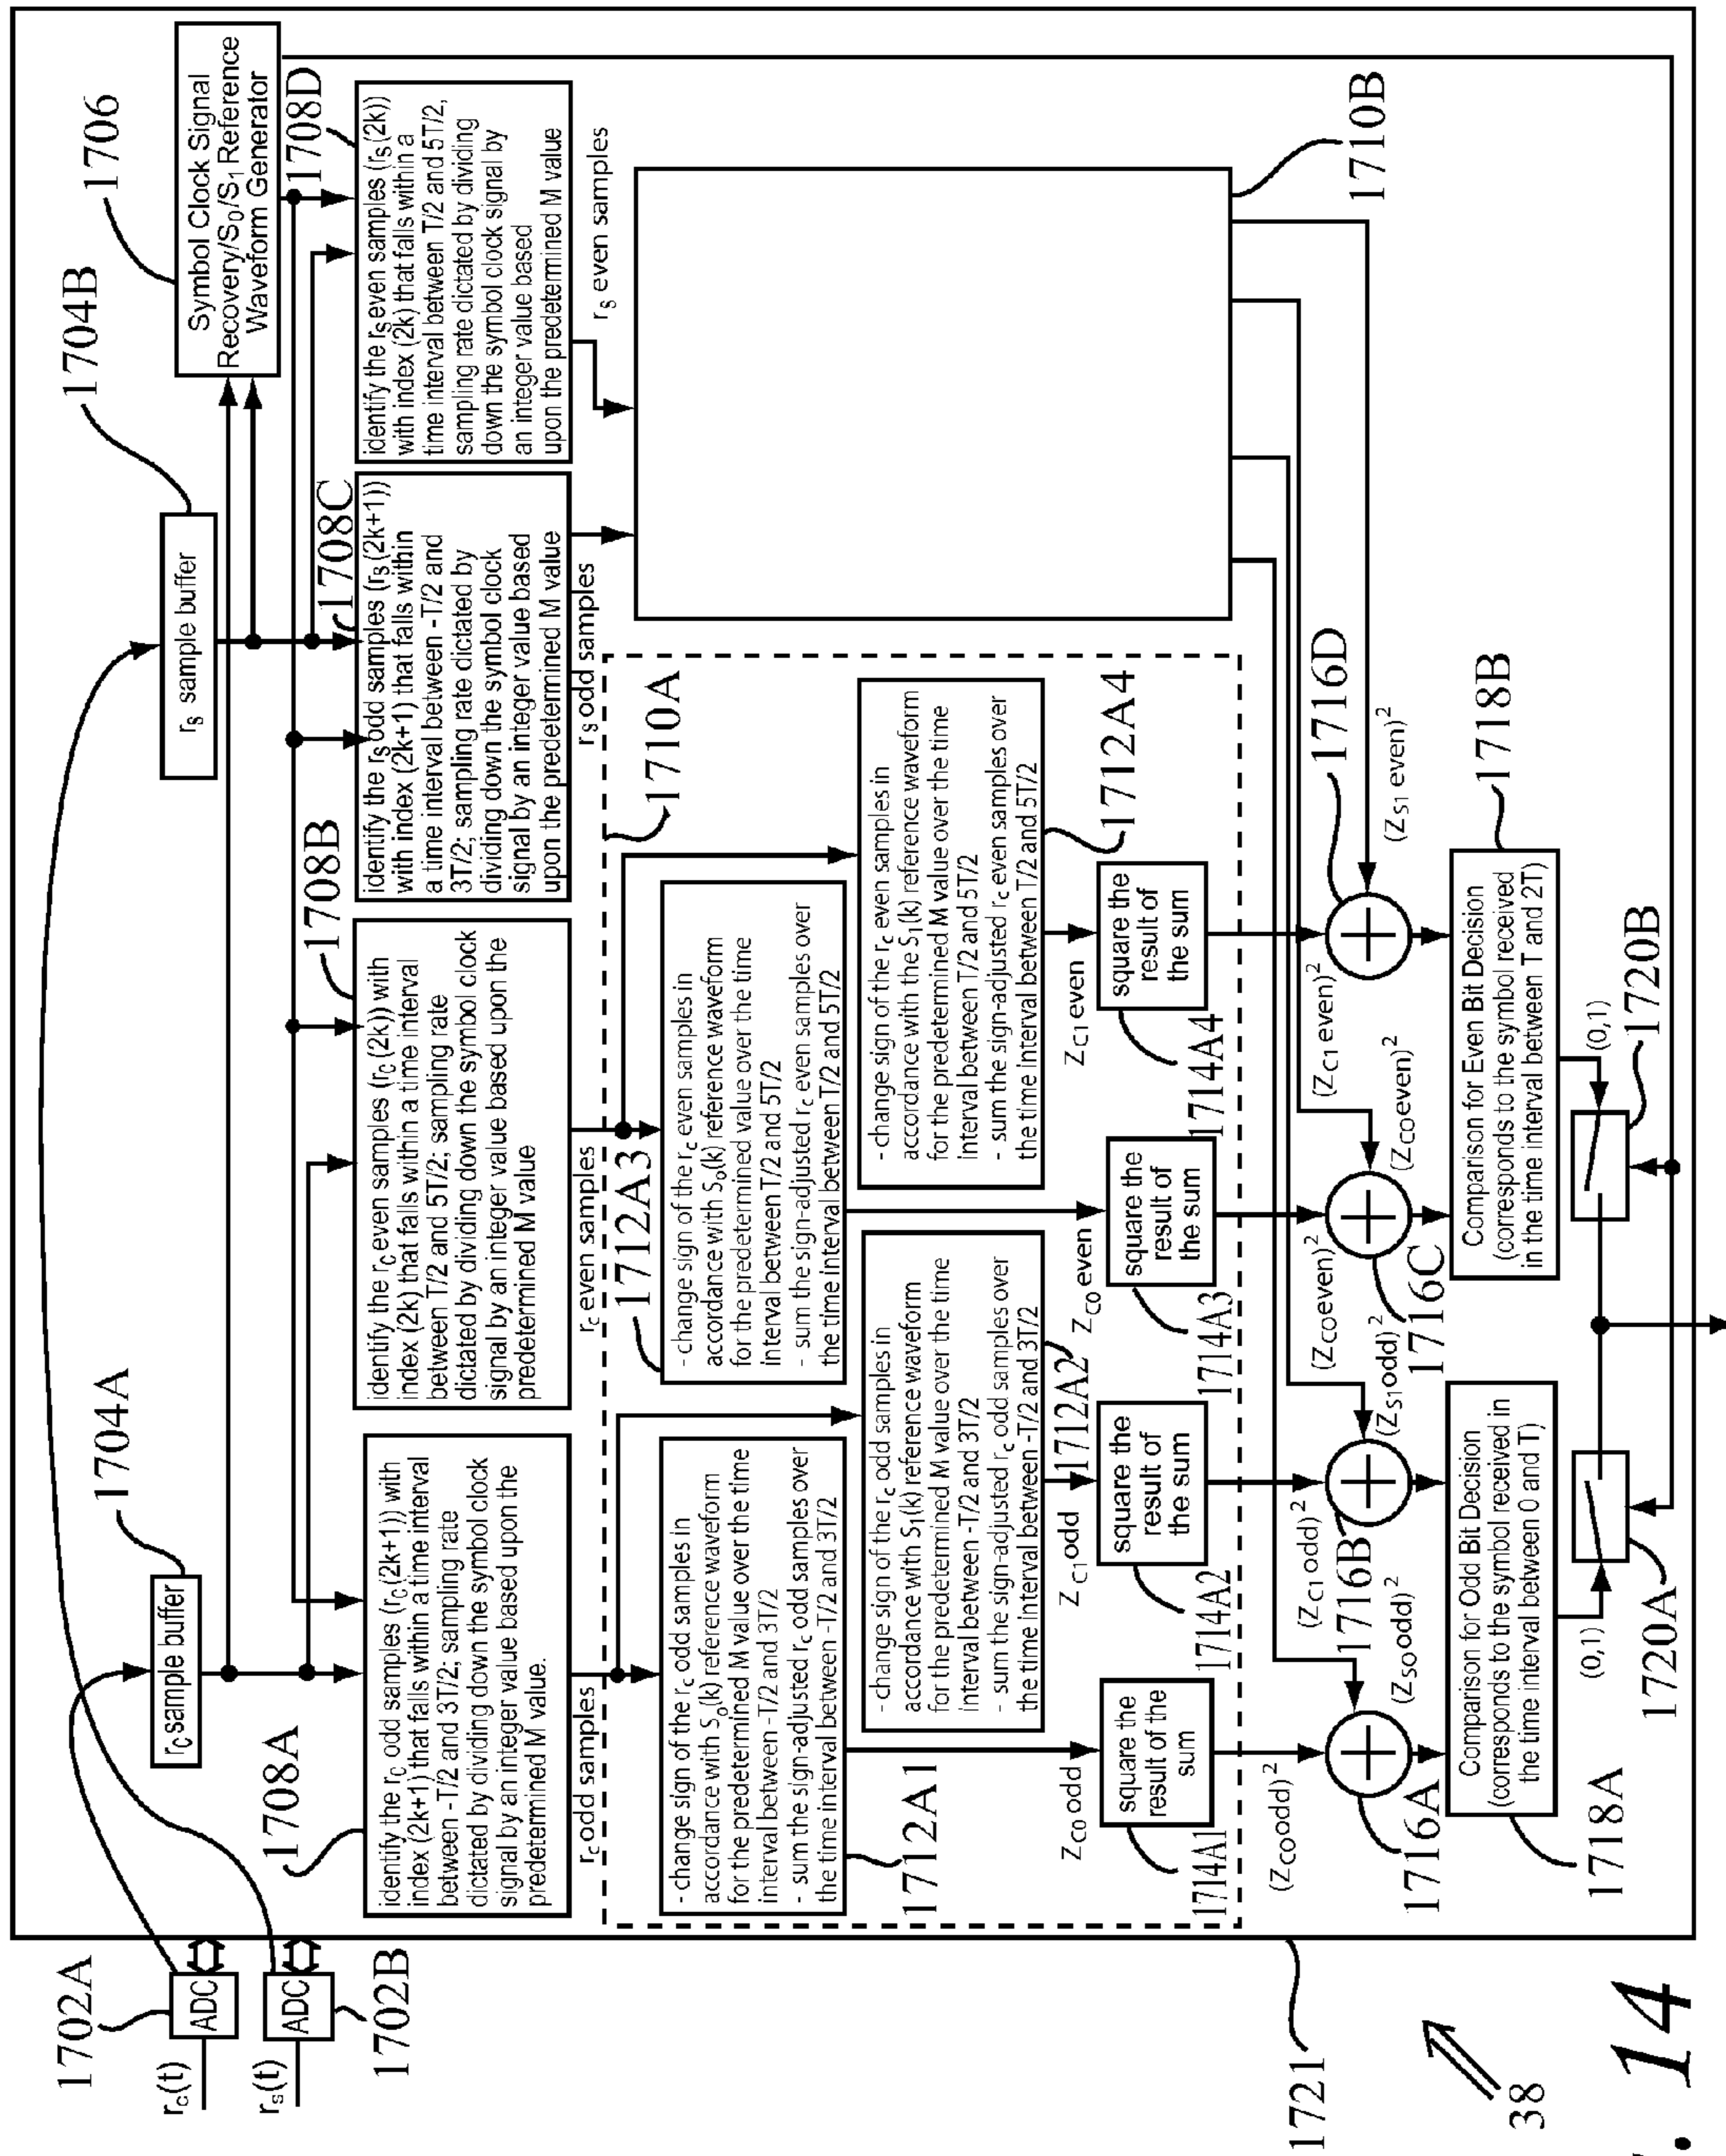 1702A
r_c(t)
ADC
r_s(t)
ADC
1702B
1704A
r_c sample buffer
1704B
r_s sample buffer
1706
Symbol Clock Signal
Recovery/S_0/S_1 Reference
Waveform Generator
1708A
identify the r_c odd samples (r_c (2k+1)) with
index (2k+1) that falls within a time interval
between -T/2 and 3T/2; sampling rate
dictated by dividing down the symbol clock
signal by an integer value based upon the
predetermined M value.
1708B
identify the r_c even samples (r_c (2k)) with
index (2k) that falls within a time interval
between T/2 and 5T/2; sampling rate
dictated by dividing down the symbol clock
signal by an integer value based upon the
predetermined M value
1708C
identify the r_s odd samples (r_s (2k+1))
with index (2k+1) that falls within
a time interval between -T/2 and
3T/2; sampling rate dictated by
dividing down the symbol clock
signal by an integer value based
upon the predetermined M value
1708D
identify the r_s even samples (r_s (2k))
with index (2k) that falls within a
time interval between T/2 and 5T/2,
sampling rate dictated by dividing
down the symbol clock signal by
an integer value based
upon the predetermined M value
r_c odd samples
r_c even samples
r_s odd samples
r_s even samples
1710A
1710B
- change sign of the r_c odd samples in
accordance with S_o(k) reference waveform
for the predetermined M value over the time
interval between -T/2 and 3T/2
- sum the sign-adjusted r_c odd samples over
the time interval between -T/2 and 3T/2
1712A1
- change sign of the r_c odd samples in
accordance with S_1(k) reference waveform
for the predetermined M value over the time
interval between -T/2 and 3T/2
- sum the sign-adjusted r_c odd samples over
the time interval between -T/2 and 3T/2
1712A2
1712A3
- change sign of the r_c even samples in
accordance with S_o(k) reference waveform
for the predetermined value over the time
interval between T/2 and 5T/2
- sum the sign-adjusted r_c even samples over
the time interval between T/2 and 5T/2
- change sign of the r_c even samples in
accordance with the S_1(k) reference waveform
for the predetermined M value over the time
interval between T/2 and 5T/2
- sum the sign-adjusted r_c even samples over
the time interval between T/2 and 5T/2
1712A4
Z_C0 odd
Z_C1 odd
Z_C0 even
Z_C1 even
square the
result of the
sum
1714A1
square the
result of
the sum
1714A2
square the
result of
the sum
1714A3
square the
result of
the sum
1714A4
(Z_C0 odd)²
(Z_C1 odd)²
(Z_C0 even)²
(Z_C1 even)²
1716A
1716B
1716C
1716D
(Z_S0 odd)²
(Z_S1 odd)²
(Z_C0 even)²
(Z_S1 even)²
Comparison for Odd Bit Decision
(corresponds to the symbol received in
the time interval between 0 and T)
1718A
Comparison for Even Bit Decision
(corresponds to the symbol received
in the time interval between T and 2T)
1718B
(0,1)
(0,1)
1720A
1720B
1721
38
. 14